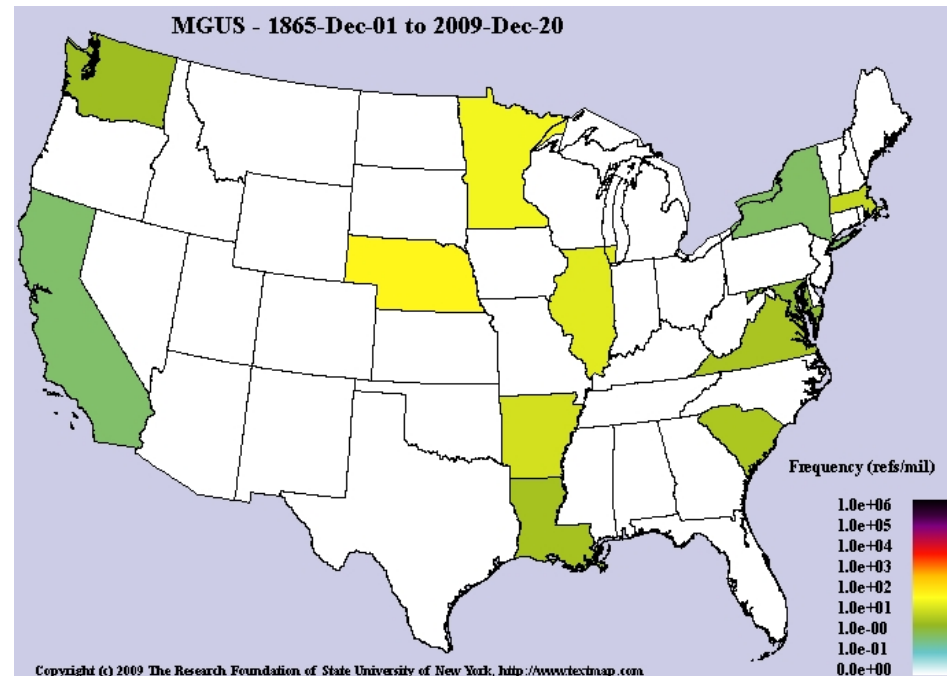 MGUS - 1865-Dec-01 to 2009-Dec-20
Frequency (refs/mil)
1.0e+06
1.0e+05
1.0e+04
1.0e+03
1.0e+02
1.0e+01
1.0e-00
1.0e-01
0.0e+00
Copyright (c) 2009 The Research Foundation of State University of New York, http://www.textmap.com